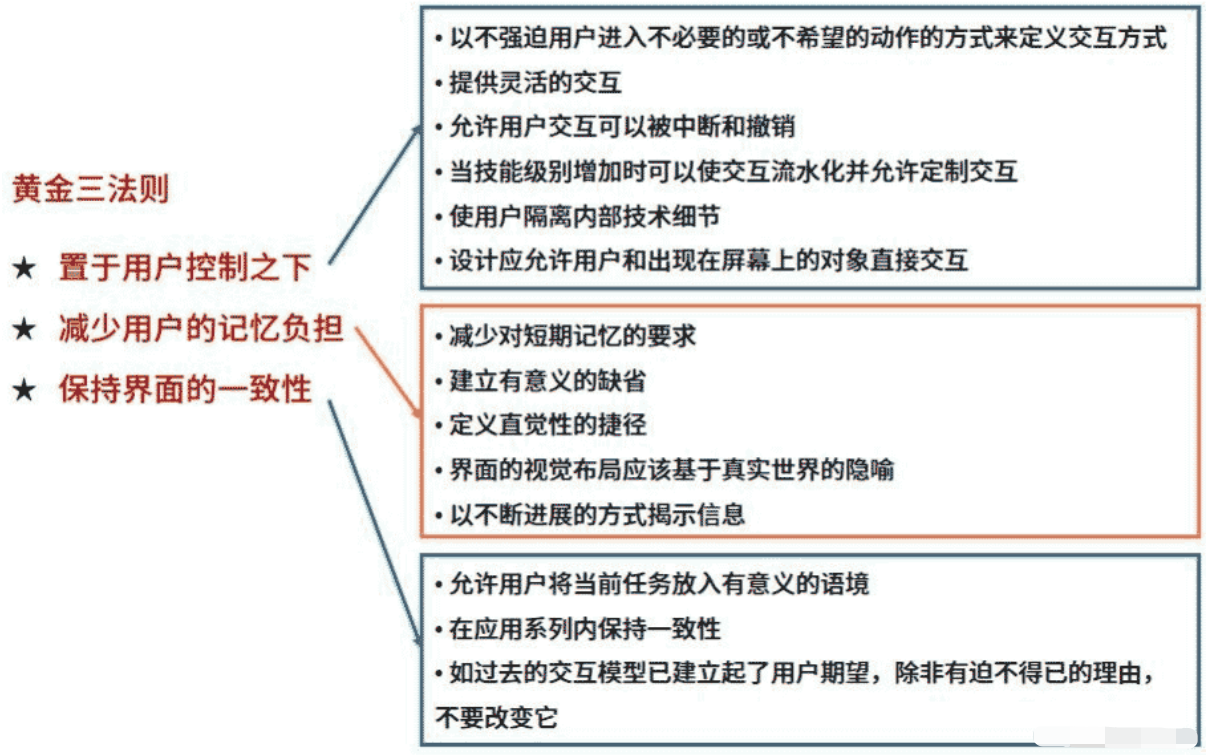 黄金三法则
★ 置于用户控制之下
★ 减少用户的记忆负担
★ 保持界面的一致性
• 以不强迫用户进入不必要的或不希望的动作的方式来定义交互方式
• 提供灵活的交互
• 允许用户交互可以被中断和撤销
• 当技能级别增加时可以使交互流水化并允许定制交互
• 使用户隔离内部技术细节
• 设计应允许用户和出现在屏幕上的对象直接交互
• 减少对短期记忆的要求
• 建立有意义的缺省
• 定义直觉性的捷径
• 界面的视觉布局应该基于真实世界的隐喻
• 以不断进展的方式揭示信息
• 允许用户将当前任务放入有意义的语境
• 在应用系列内保持一致性
• 如过去的交互模型已建立起了用户期望，除非有迫不得已的理由，
不要改变它